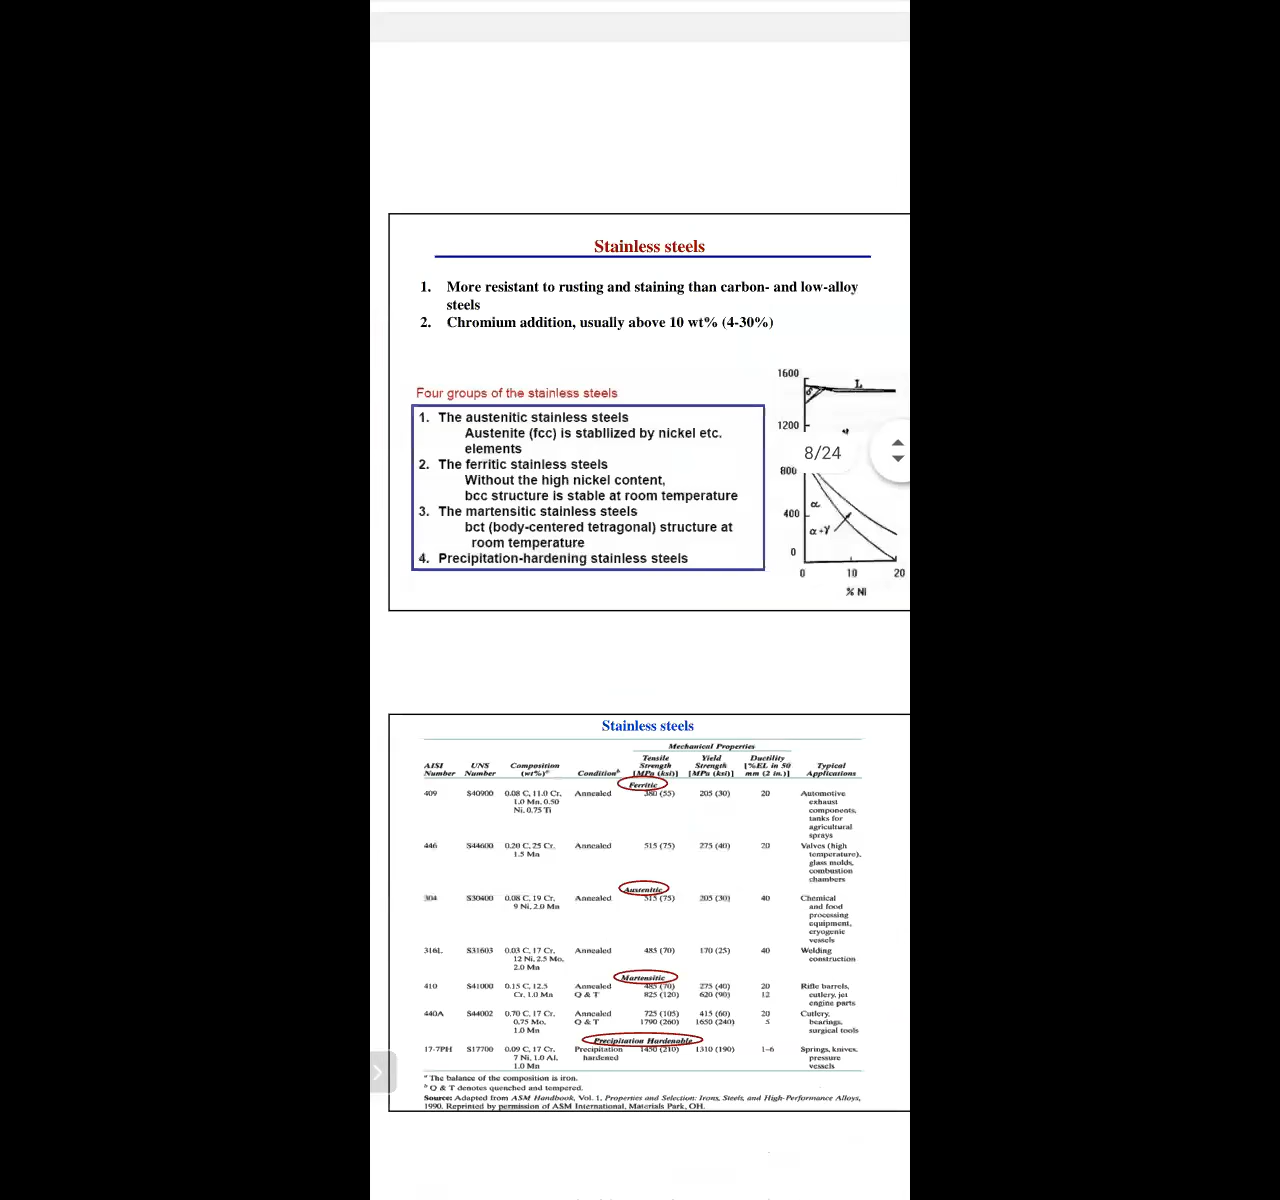 Stainless steels
1. More resistant to rusting and staining than carbon- and low-alloy
steels
2. Chromium addition, usually above 10 wt% (4-30%)
Four groups of the stainless steels
1. The austenitic stainless steels
Austenite (fcc) is stabllized by nickel etc.
elements
2. The ferritic stainless steels
Without the high nickel content,
bcc structure is stable at room temperature
3. The martensitic stainless steels
bct (body-centered tetragonal) structure at
room temperature
4. Precipitation-hardening stainless steels
1600
L
δ
1200
8/24
800
α
400
α+γ
0
0 10 20
% NI
Stainless steels
Mechanical Properties
Tensile Yield Ductility
AISI UNS Composition Strength Strength [%EL in 50 Typical
Number Number (wt%)a Conditionb [MPa (ksi)] [MPa (ksi)] mm (2 in.)] Applications
Ferritic
409 S40900 0.08 C, 11.0 Cr, Annealed 380 (55) 205 (30) 20 Automotive
1.0 Mn, 0.50 exhaust
Ni, 0.75 Ti components,
tanks for
agricultural
sprays
446 S44600 0.20 C, 25 Cr, Annealed 515 (75) 275 (40) 20 Valves (high
1.5 Mn temperature),
glass molds,
combustion
chambers
Austenitic
304 S30400 0.08 C, 19 Cr, Annealed 515 (75) 205 (30) 40 Chemical
9 Ni, 2.0 Mn and food
processing
equipment,
cryogenic
vessels
316L S31603 0.03 C, 17 Cr, Annealed 485 (70) 170 (25) 40 Welding
12 Ni, 2.5 Mo, construction
2.0 Mn
Martensitic
410 S41000 0.15 C, 12.5 Annealed 485 (70) 275 (40) 20 Rifle barrels,
Cr, 1.0 Mn Q & T 825 (120) 620 (90) 12 cutlery, jet
engine parts
440A S44002 0.70 C, 17 Cr, Annealed 725 (105) 415 (60) 20 Cutlery,
0.75 Mo, Q & T 1790 (260) 1650 (240) 5 bearings,
1.0 Mn surgical tools
Precipitation Hardenable
17-7PH S17700 0.09 C, 17 Cr, Precipitation 1450 (210) 1310 (190) 1–6 Springs, knives,
7 Ni, 1.0 Al, hardened pressure
1.0 Mn vessels
a The balance of the composition is iron.
b Q & T denotes quenched and tempered.
Source: Adapted from ASM Handbook, Vol. 1, Properties and Selection: Irons, Steels, and High-Performance Alloys,
1990. Reprinted by permission of ASM International, Materials Park, OH.